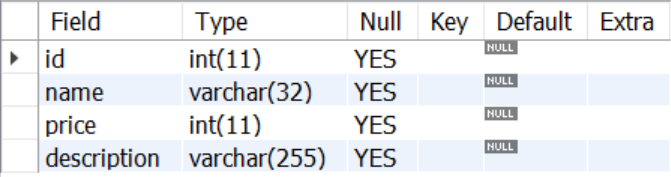 Field Type Null Key Default Extra
id int(11) YES NULL
name varchar(32) YES NULL
price int(11) YES NULL
description varchar(255) YES NULL